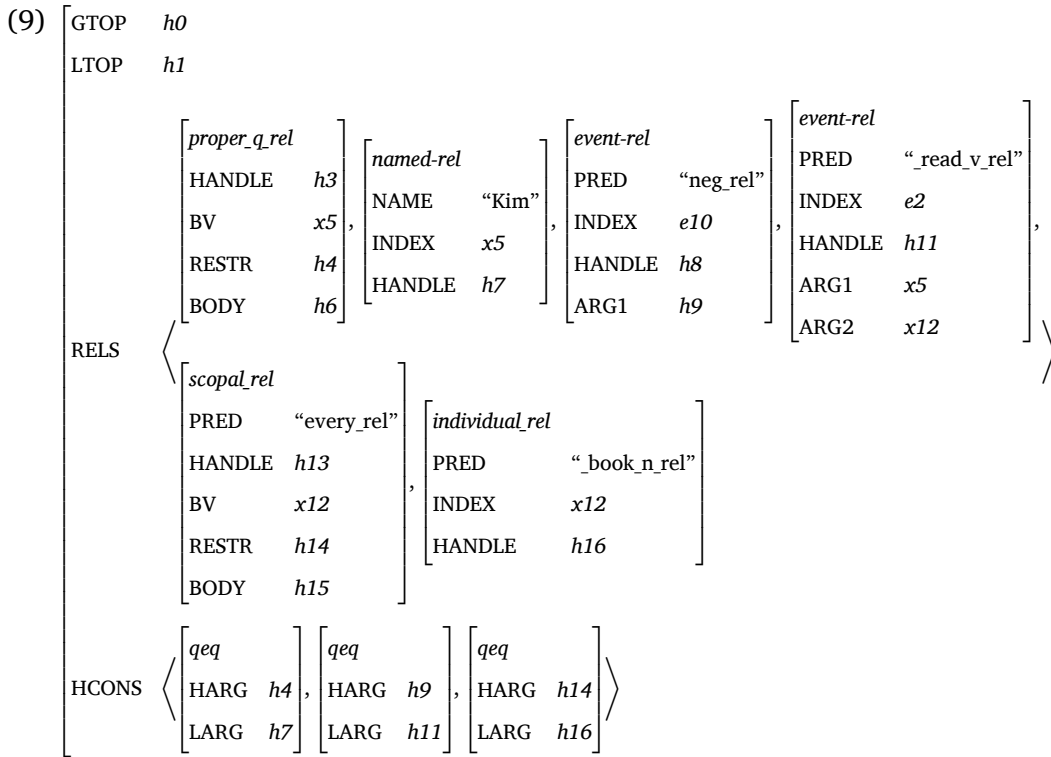 (9)
GTOP h0
LTOP h1
RELS
proper_q_rel
HANDLE h3
BV x5
RESTR h4
BODY h6
,
named-rel
NAME “Kim”
INDEX x5
HANDLE h7
,
event-rel
PRED “neg_rel”
INDEX e10
HANDLE h8
ARG1 h9
,
event-rel
PRED “_read_v_rel”
INDEX e2
HANDLE h11
ARG1 x5
ARG2 x12
,
scopal_rel
PRED “every_rel”
HANDLE h13
BV x12
RESTR h14
BODY h15
,
individual_rel
PRED “_book_n_rel”
INDEX x12
HANDLE h16
HCONS
qeq
HARG h4
LARG h7
,
qeq
HARG h9
LARG h11
,
qeq
HARG h14
LARG h16